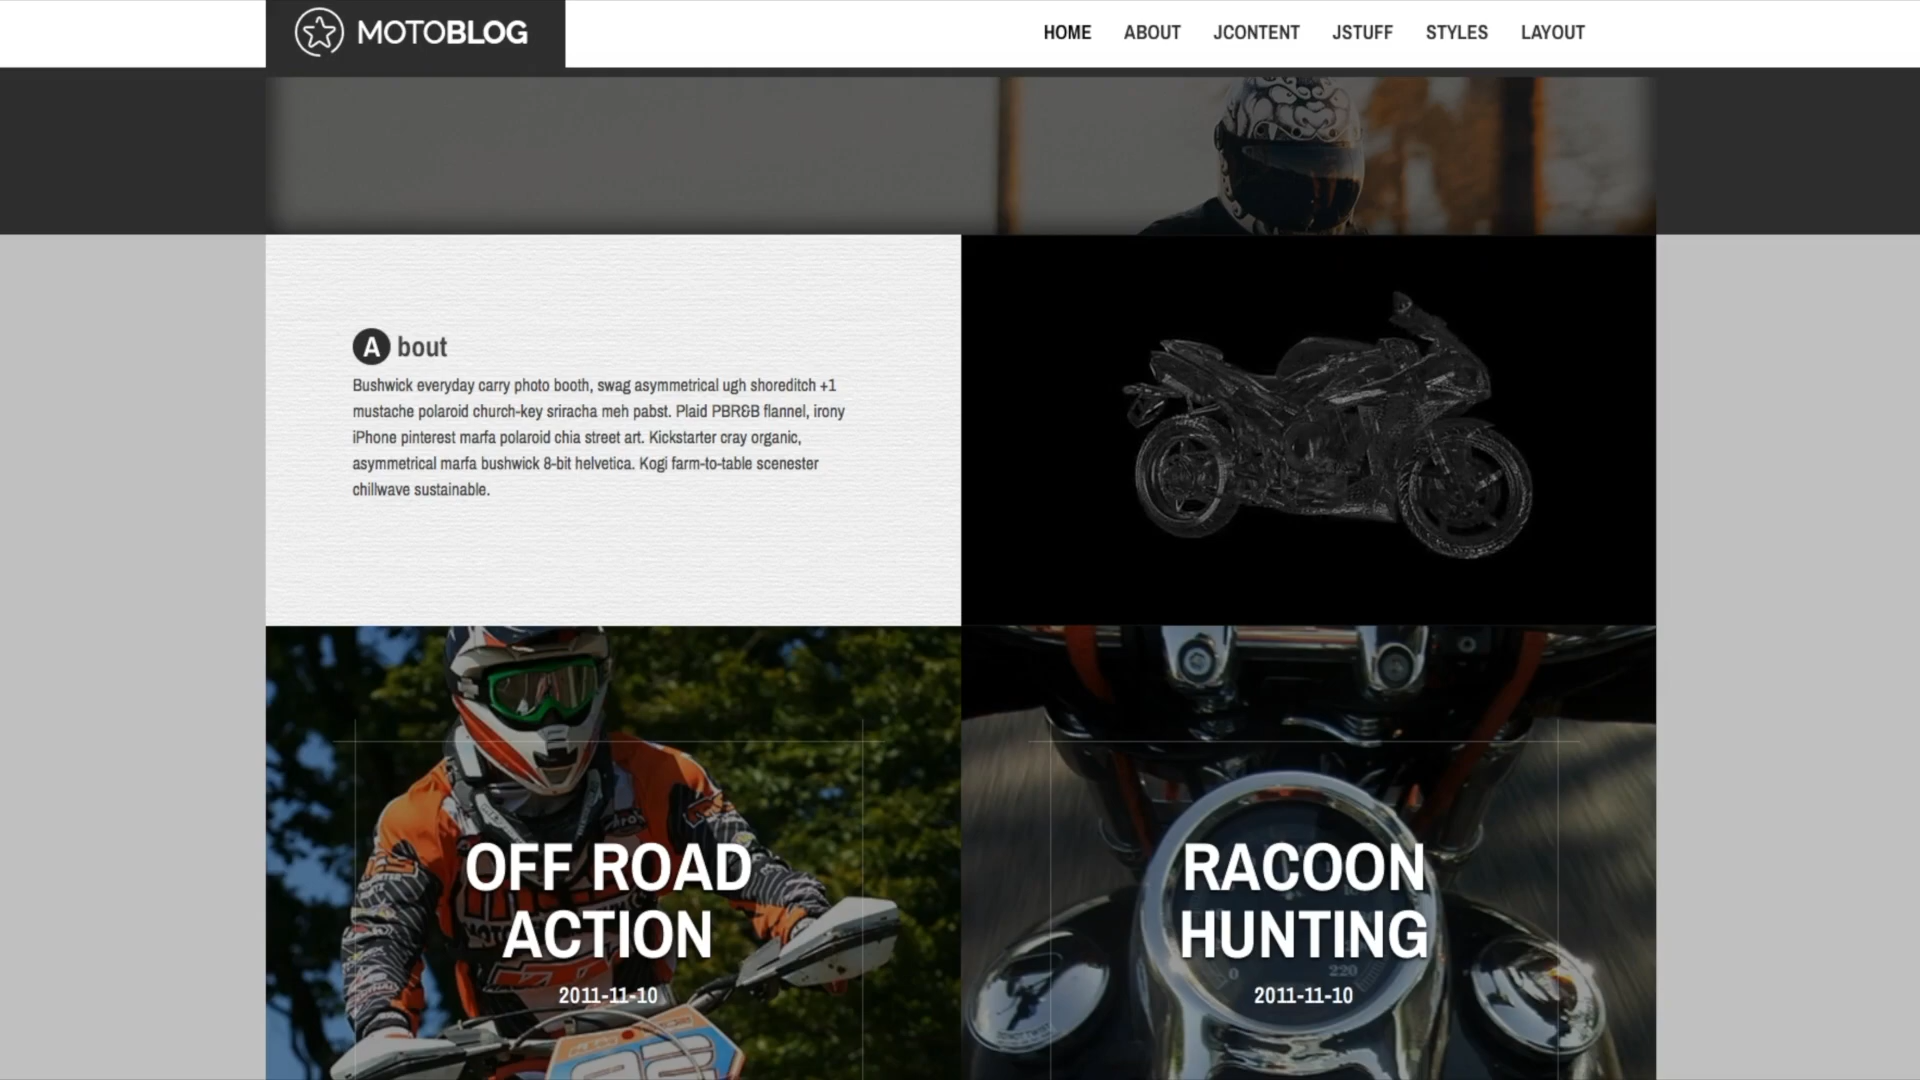 MOTOBLOG
HOME ABOUT JCONTENT JSTUFF STYLES LAYOUT
About
Bushwick everyday carry photo booth, swag asymmetrical ugh shoreditch +1
mustache polaroid church-key sriracha meh pabst. Plaid PBR&B flannel, irony
iPhone pinterest marfa polaroid chia street art. Kickstarter cray organic,
asymmetrical marfa bushwick 8-bit helvetica. Kogi farm-to-table scenester
chillwave sustainable.
OFF ROAD
ACTION
2011-11-10
RACOON
HUNTING
0 220
2011-11-10